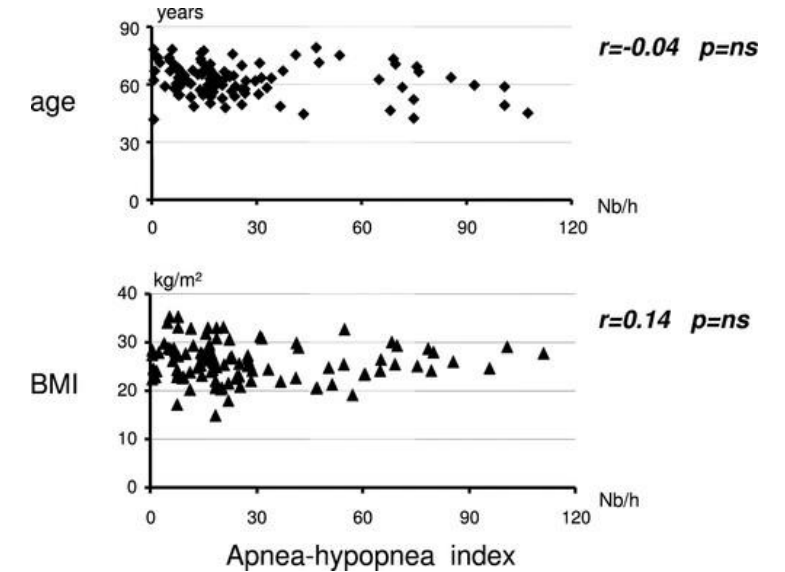 years
90
r=-0.04 p=ns
60
age
30
0
Nb/h
0 30 60 90 120
kg/m²
40
r=0.14 p=ns
30
BMI
20
10
0
Nb/h
0 30 60 90 120
Apnea-hypopnea index